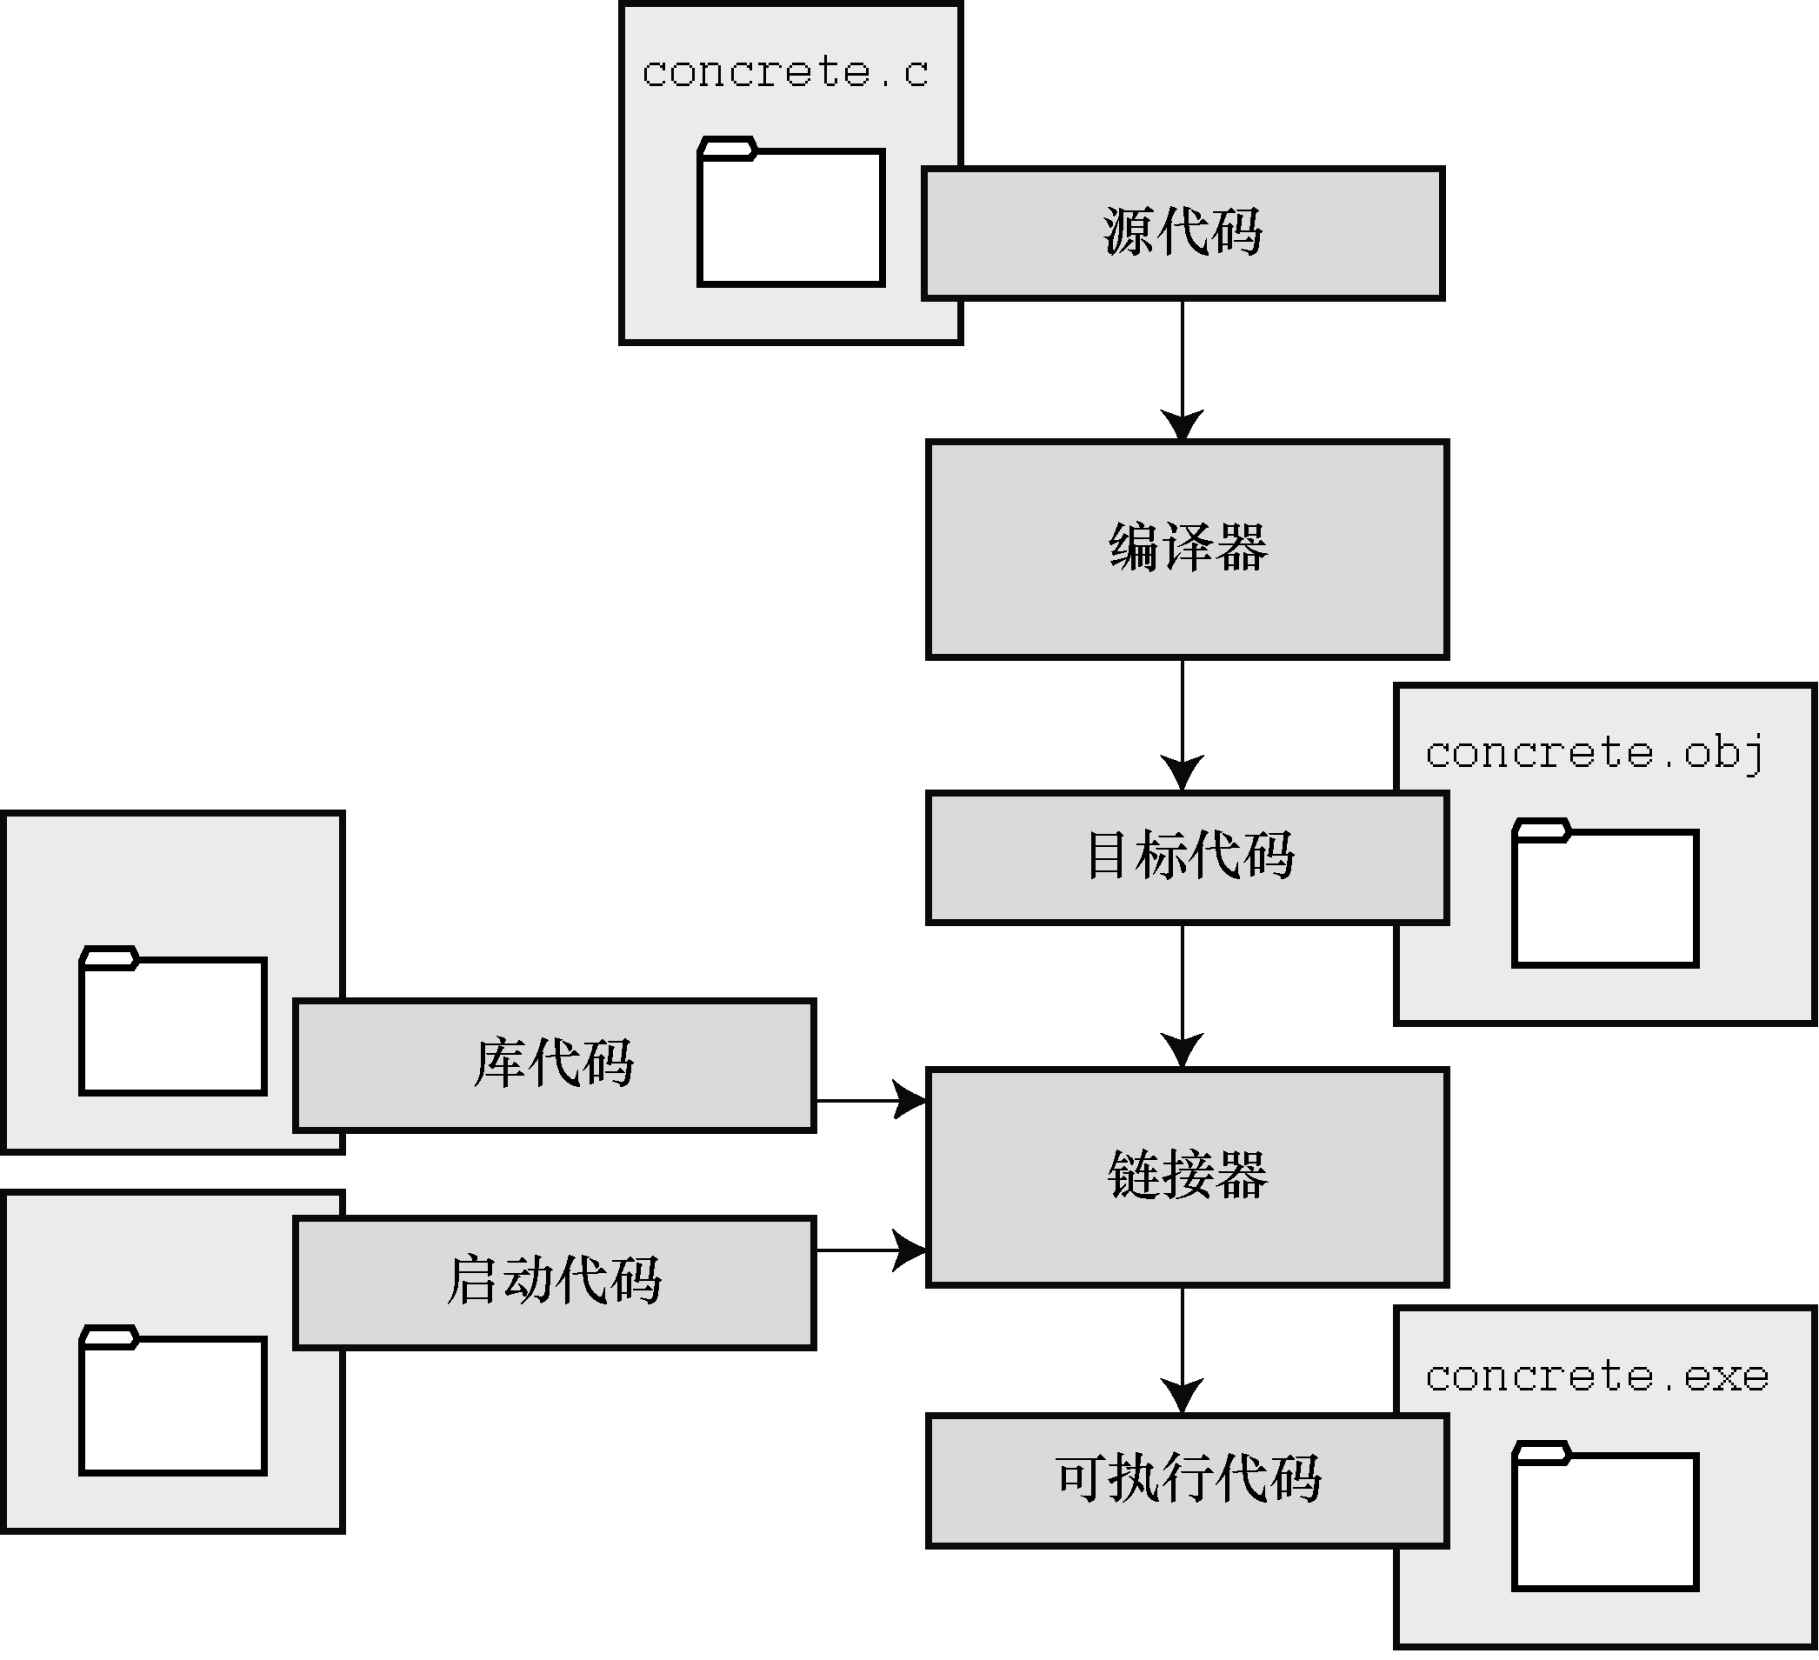 concrete.c
源代码
编译器
concrete.obj
目标代码
库代码
链接器
启动代码
concrete.exe
可执行代码